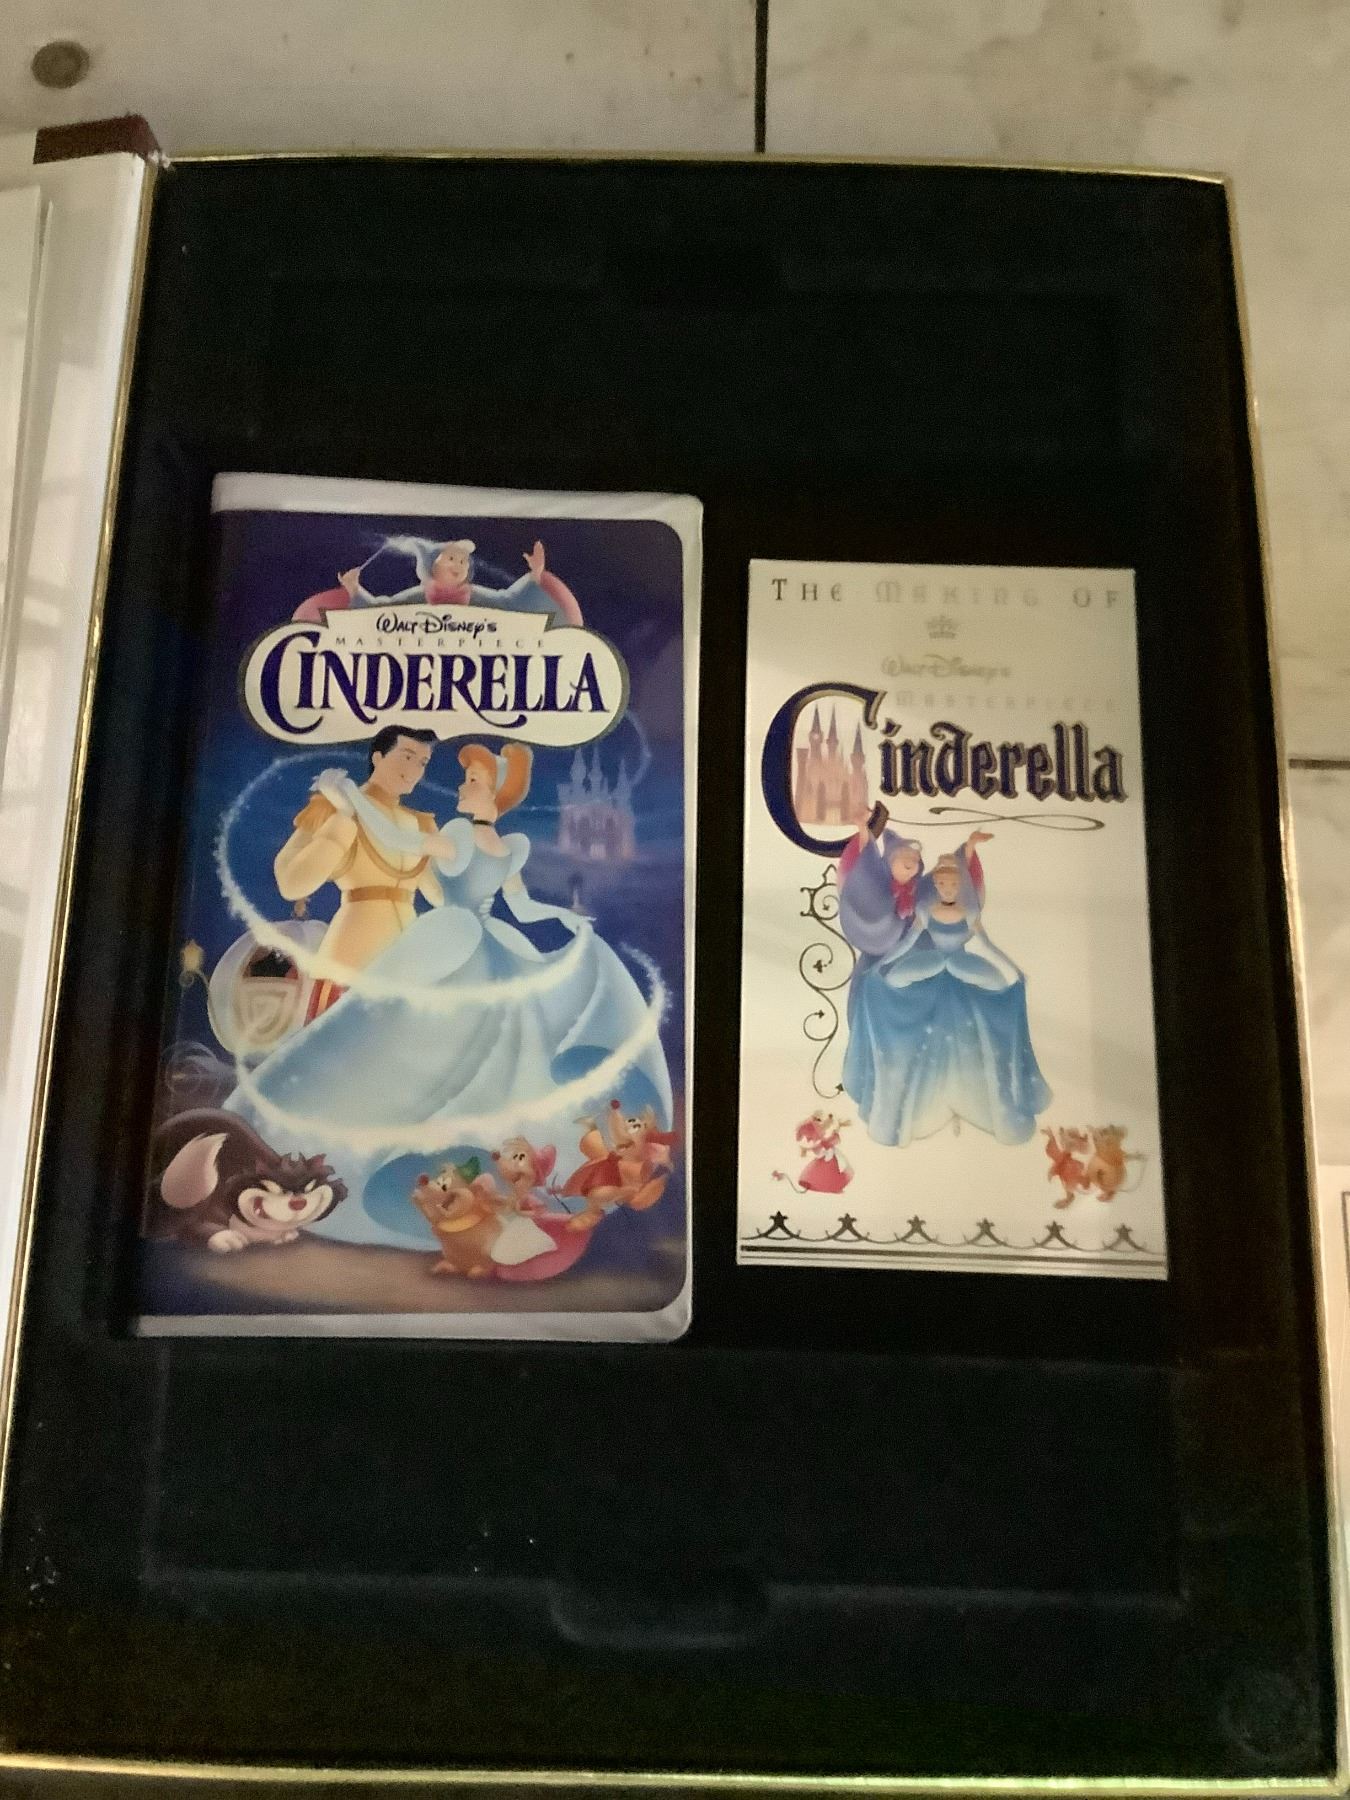 WALT DISNEY'S
MASTERPIECE
CINDERELLA
THE MAKING OF
WALT DISNEY'S
MASTERPIECE
Cinderella